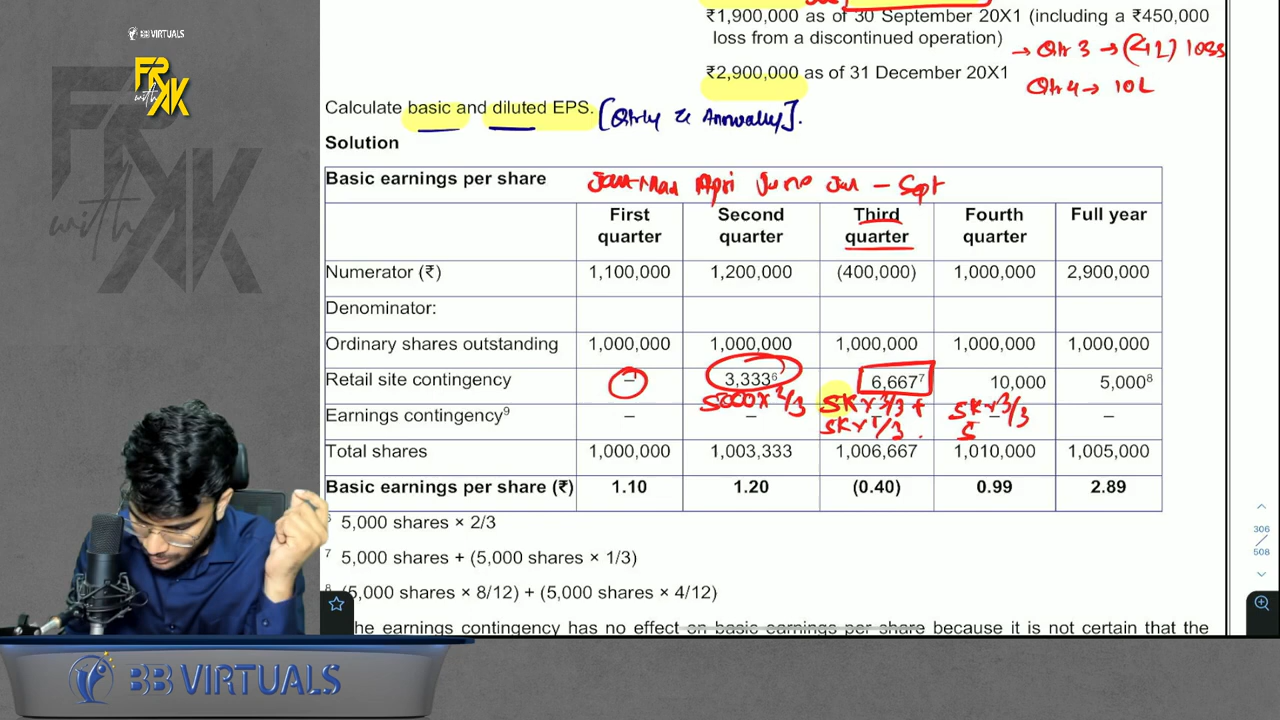 BB VIRTUALS
FR
with
AK
₹1,900,000 as of 30 September 20X1 (including a ₹450,000
loss from a discontinued operation)
→ Qtr 3 → (4L) loss
₹2,900,000 as of 31 December 20X1
Qtr 4 → 10L
Calculate basic and diluted EPS. [Qtrly & Annually].
Solution
Basic earnings per share Jan-Mar April June Jul - Sept
First quarter Second quarter Third quarter Fourth quarter Full year
Numerator (₹) 1,100,000 1,200,000 (400,000) 1,000,000 2,900,000
Denominator:
Ordinary shares outstanding 1,000,000 1,000,000 1,000,000 1,000,000 1,000,000
Retail site contingency – 3,333⁶ 6,667⁷ 10,000 5,000⁸
5000 x 2/3 5K x 3/3 + 5K x 3/3
Earnings contingency⁹ – – – – –
5K x 1/3. 5
Total shares 1,000,000 1,003,333 1,006,667 1,010,000 1,005,000
Basic earnings per share (₹) 1.10 1.20 (0.40) 0.99 2.89
5,000 shares × 2/3
⁷ 5,000 shares + (5,000 shares × 1/3)
⁸ (5,000 shares × 8/12) + (5,000 shares × 4/12)
he earnings contingency has no effect on basic earnings per share because it is not certain that the
306
/
508
BB VIRTUALS